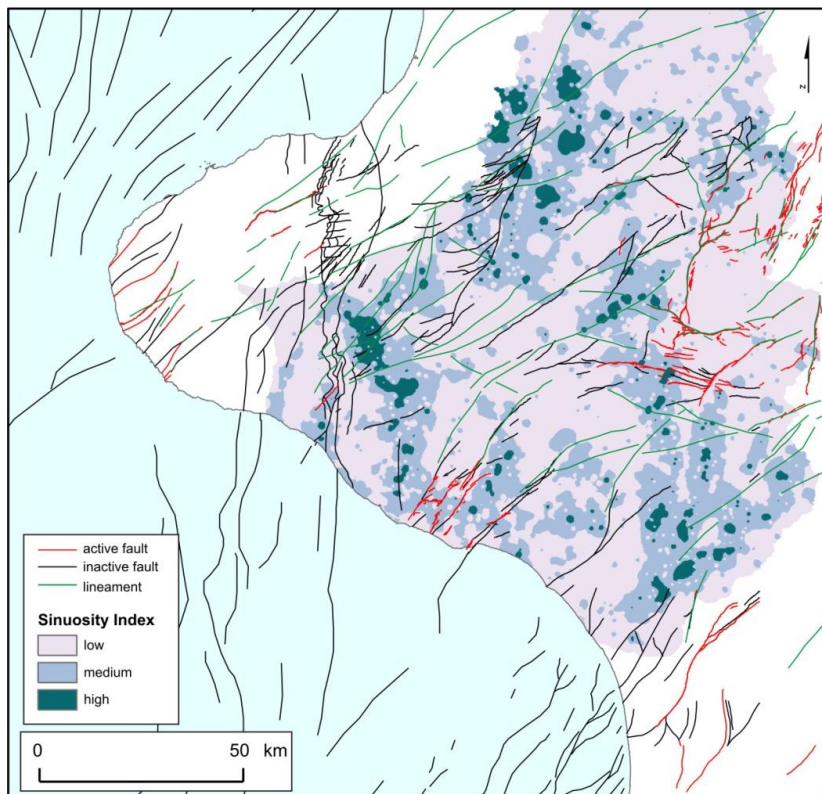 N
active fault
inactive fault
lineament
Sinuosity Index
low
medium
high
0 50 km